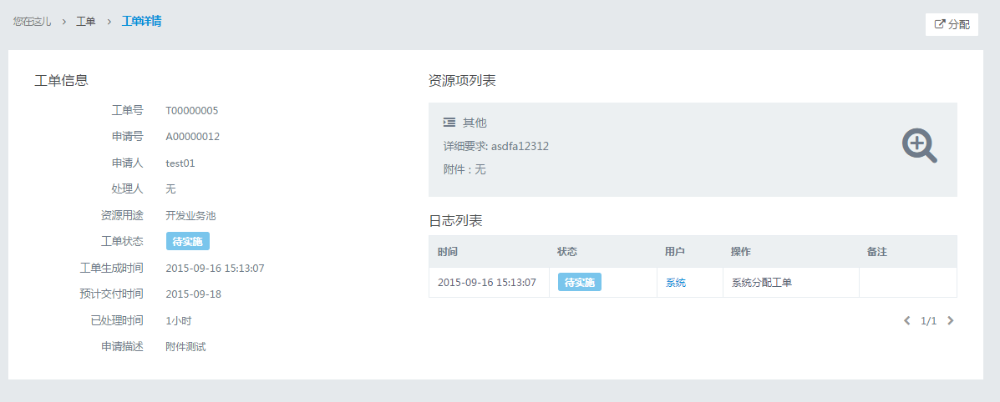 您在这儿 > 工单 > 工单详情
分配
工单信息
工单号 T00000005
申请号 A00000012
申请人 test01
处理人 无
资源用途 开发业务池
工单状态 待实施
工单生成时间 2015-09-16 15:13:07
预计交付时间 2015-09-18
已处理时间 1小时
申请描述 附件测试
资源项列表
其他
详细要求: asdfa12312
附件：无
日志列表
时间 状态 用户 操作 备注
2015-09-16 15:13:07 待实施 系统 系统分配工单
1/1